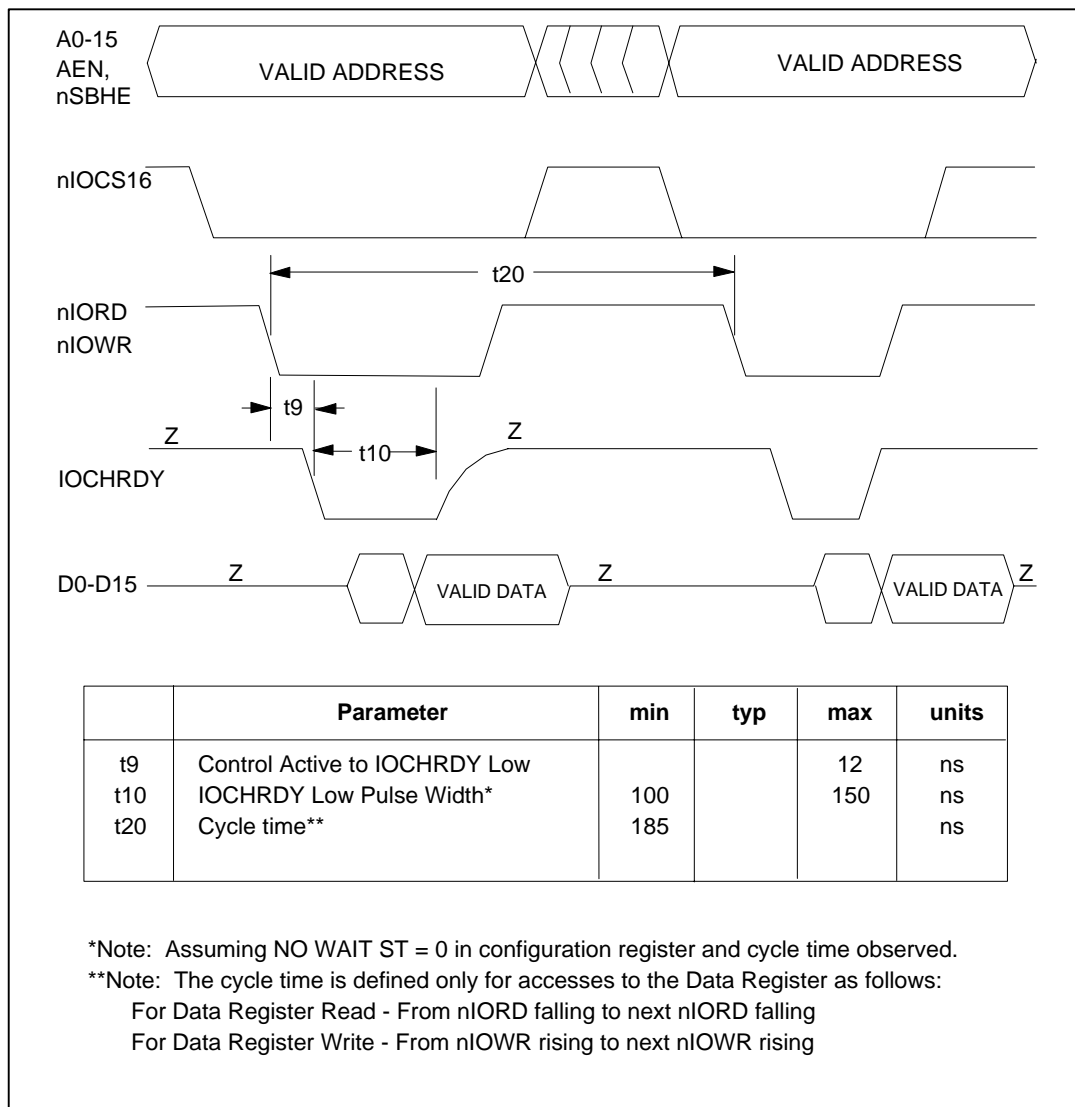 A0-15
AEN,
nSBHE
VALID ADDRESS
VALID ADDRESS
nIOCS16
t20
nIORD
nIOWR
t9
Z
t10
Z
IOCHRDY
D0-D15
Z
VALID DATA
Z
VALID DATA
Z
Parameter min typ max units
t9 Control Active to IOCHRDY Low 12 ns
t10 IOCHRDY Low Pulse Width* 100 150 ns
t20 Cycle time** 185 ns
*Note: Assuming NO WAIT ST = 0 in configuration register and cycle time observed.
**Note: The cycle time is defined only for accesses to the Data Register as follows:
For Data Register Read - From nIORD falling to next nIORD falling
For Data Register Write - From nIOWR rising to next nIOWR rising